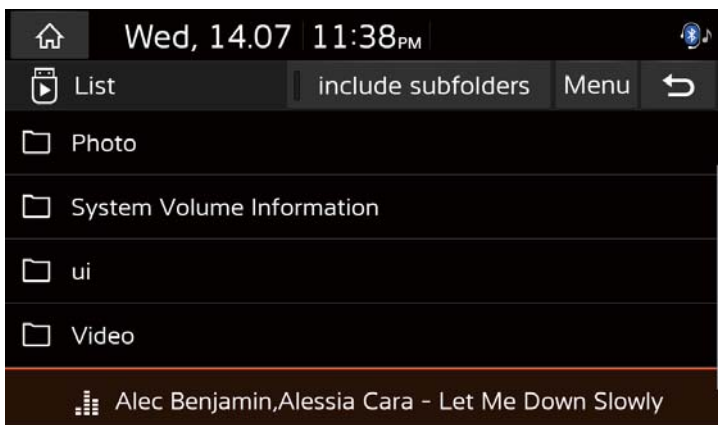 Wed, 14.07 11:38PM
List include subfolders Menu
Photo
System Volume Information
ui
Video
Alec Benjamin,Alessia Cara - Let Me Down Slowly